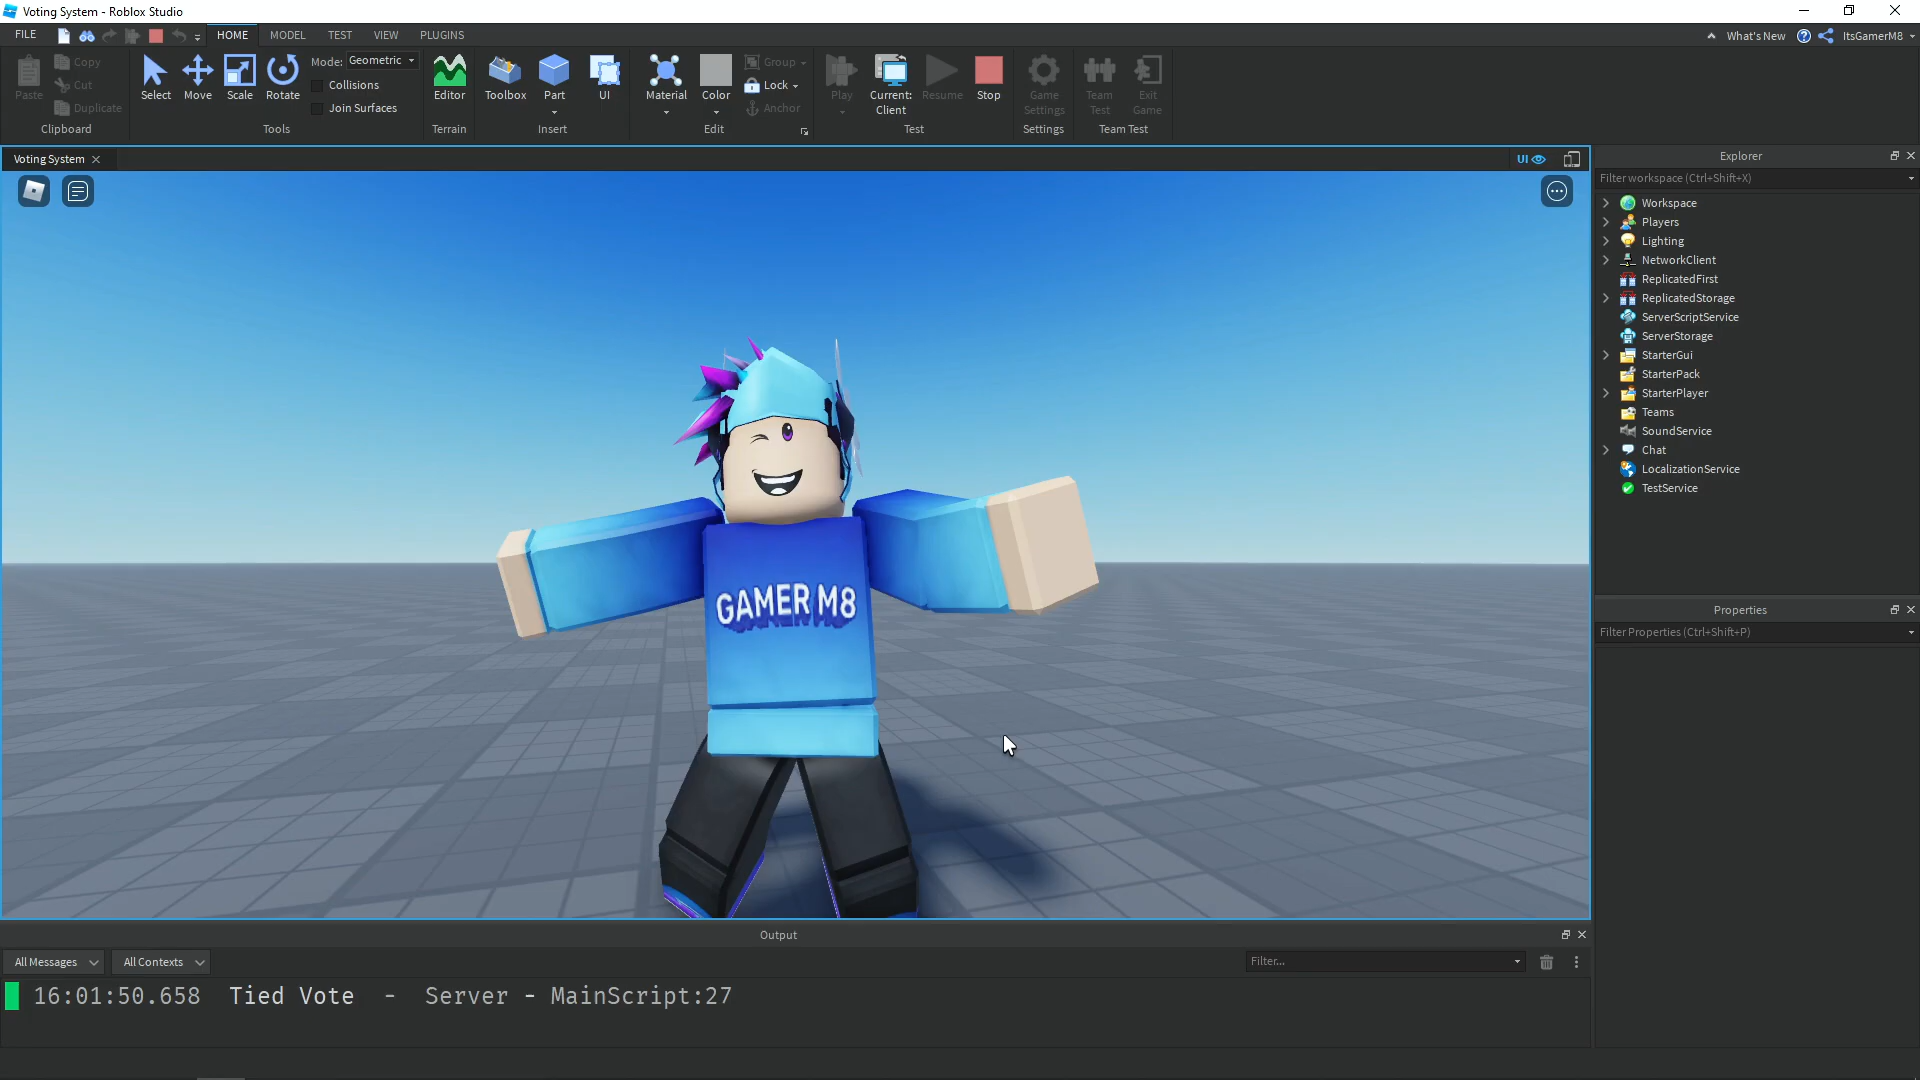 Voting System - Roblox Studio
FILE HOME MODEL TEST VIEW PLUGINS What's New ItsGamerM8
Paste Copy Cut Duplicate Clipboard
Select Move Scale Rotate Mode: Geometric Collisions Join Surfaces Tools
Editor Terrain
Toolbox Part UI Insert
Material Color Group Lock Anchor Edit
Play Current: Client Resume Stop Test
Game Settings Settings
Team Test Exit Game Team Test
Voting System UI
GAMER M8
Explorer
Filter workspace (Ctrl+Shift+X)
Workspace
Players
Lighting
NetworkClient
ReplicatedFirst
ReplicatedStorage
ServerScriptService
ServerStorage
StarterGui
StarterPack
StarterPlayer
Teams
SoundService
Chat
LocalizationService
TestService
Properties
Filter Properties (Ctrl+Shift+P)
Output
All Messages All Contexts Filter...
16:01:50.658 Tied Vote - Server - MainScript:27